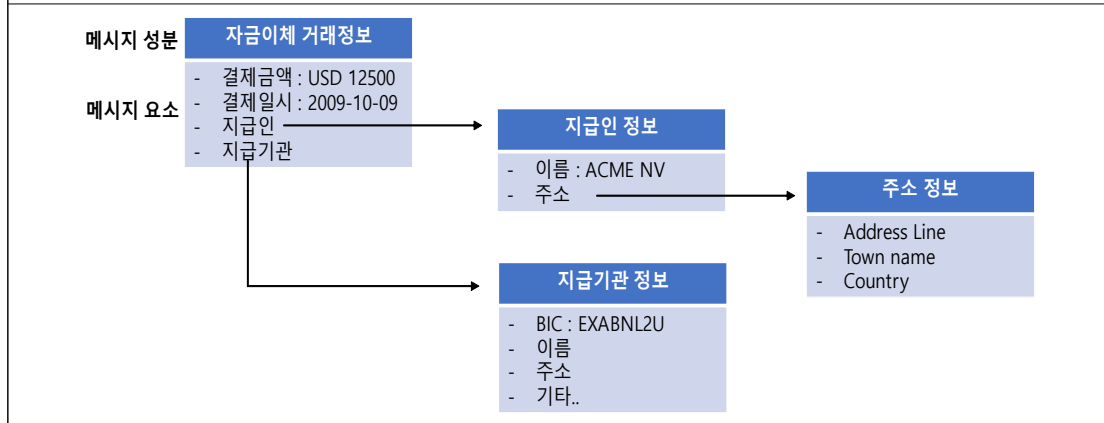 메시지 성분
자금이체 거래정보
메시지 요소
- 결제금액 : USD 12500
- 결제일시 : 2009-10-09
- 지급인
- 지급기관
지급인 정보
- 이름 : ACME NV
- 주소
주소 정보
- Address Line
- Town name
- Country
지급기관 정보
- BIC : EXABNL2U
- 이름
- 주소
- 기타..